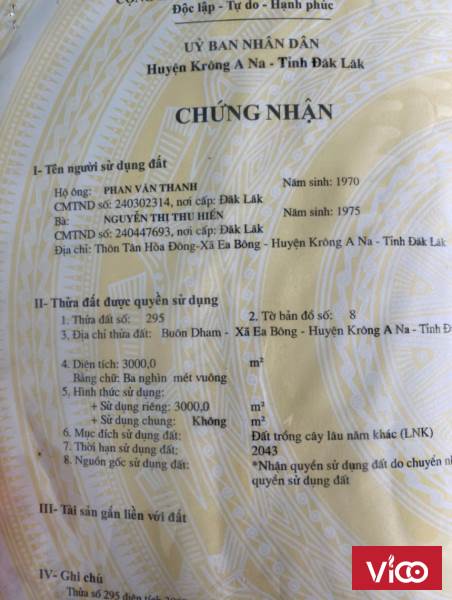 Độc lập - Tự do - Hạnh phúc
UỶ BAN NHÂN DÂN
Huyện Krông A Na - Tỉnh Đăk Lăk
CHỨNG NHẬN
I- Tên người sử dụng đất
Hộ ông: PHAN VĂN THANH Năm sinh: 1970
CMTND số: 240302314, nơi cấp: Đăk Lăk
Bà: NGUYỄN THỊ THU HIỀN Năm sinh: 1975
CMTND số: 240447693, nơi cấp: Đăk Lăk
Địa chỉ: Thôn Tân Hòa Đông-Xã Ea Bông - Huyện Krông A Na - Tỉnh Đăk Lăk
II- Thửa đất được quyền sử dụng
1. Thửa đất số: 295 2. Tờ bản đồ số: 8
3. Địa chỉ thửa đất: Buôn Dham - Xã Ea Bông - Huyện Krông A Na - Tỉnh Đ
4. Diện tích: 3000,0 m²
Bằng chữ: Ba nghìn mét vuông
5. Hình thức sử dụng:
+ Sử dụng riêng: 3000,0 m²
+ Sử dụng chung: Không m²
6. Mục đích sử dụng đất: Đất trồng cây lâu năm khác (LNK)
7. Thời hạn sử dụng đất: 2043
8. Nguồn gốc sử dụng đất: *Nhận quyền sử dụng đất do chuyển nh
quyền sử dụng đất
III- Tài sản gắn liền với đất
IV- Ghi chú
Thửa số 295 diện tích
Vico